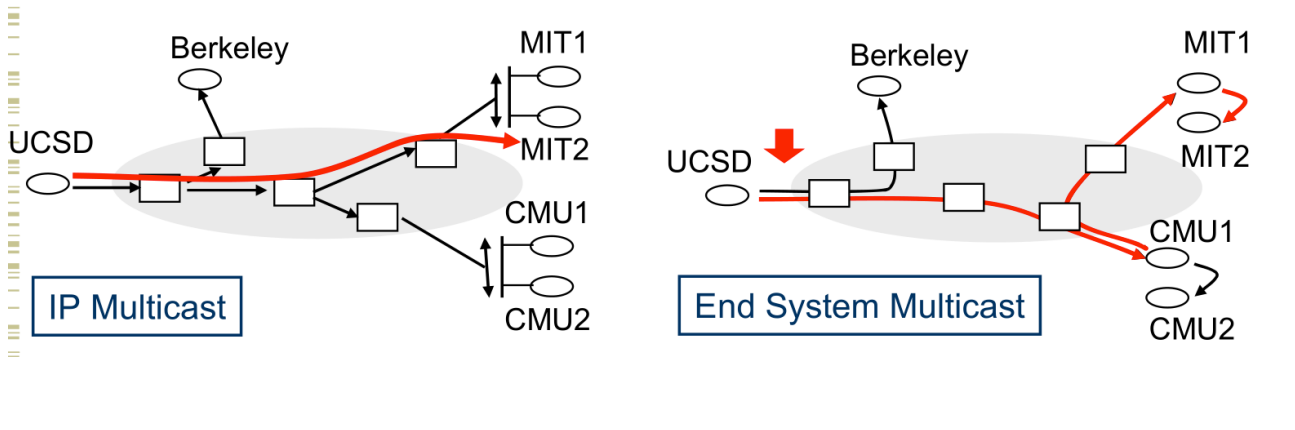 Berkeley
MIT1
UCSD
MIT2
CMU1
CMU2
IP Multicast
Berkeley
MIT1
UCSD
MIT2
CMU1
CMU2
End System Multicast